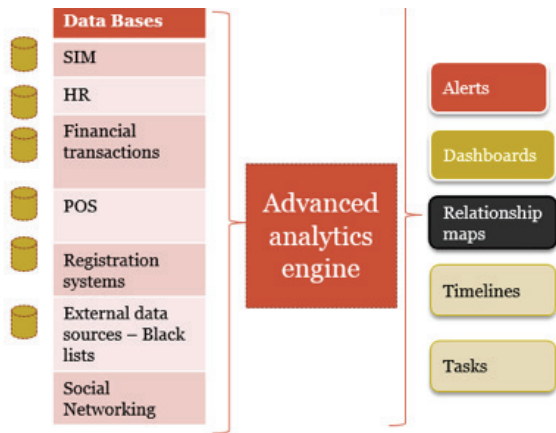 Data Bases
SIM
HR
Financial
transactions
POS
Registration
systems
External data
sources – Black
lists
Social
Networking
Advanced
analytics
engine
Alerts
Dashboards
Relationship
maps
Timelines
Tasks